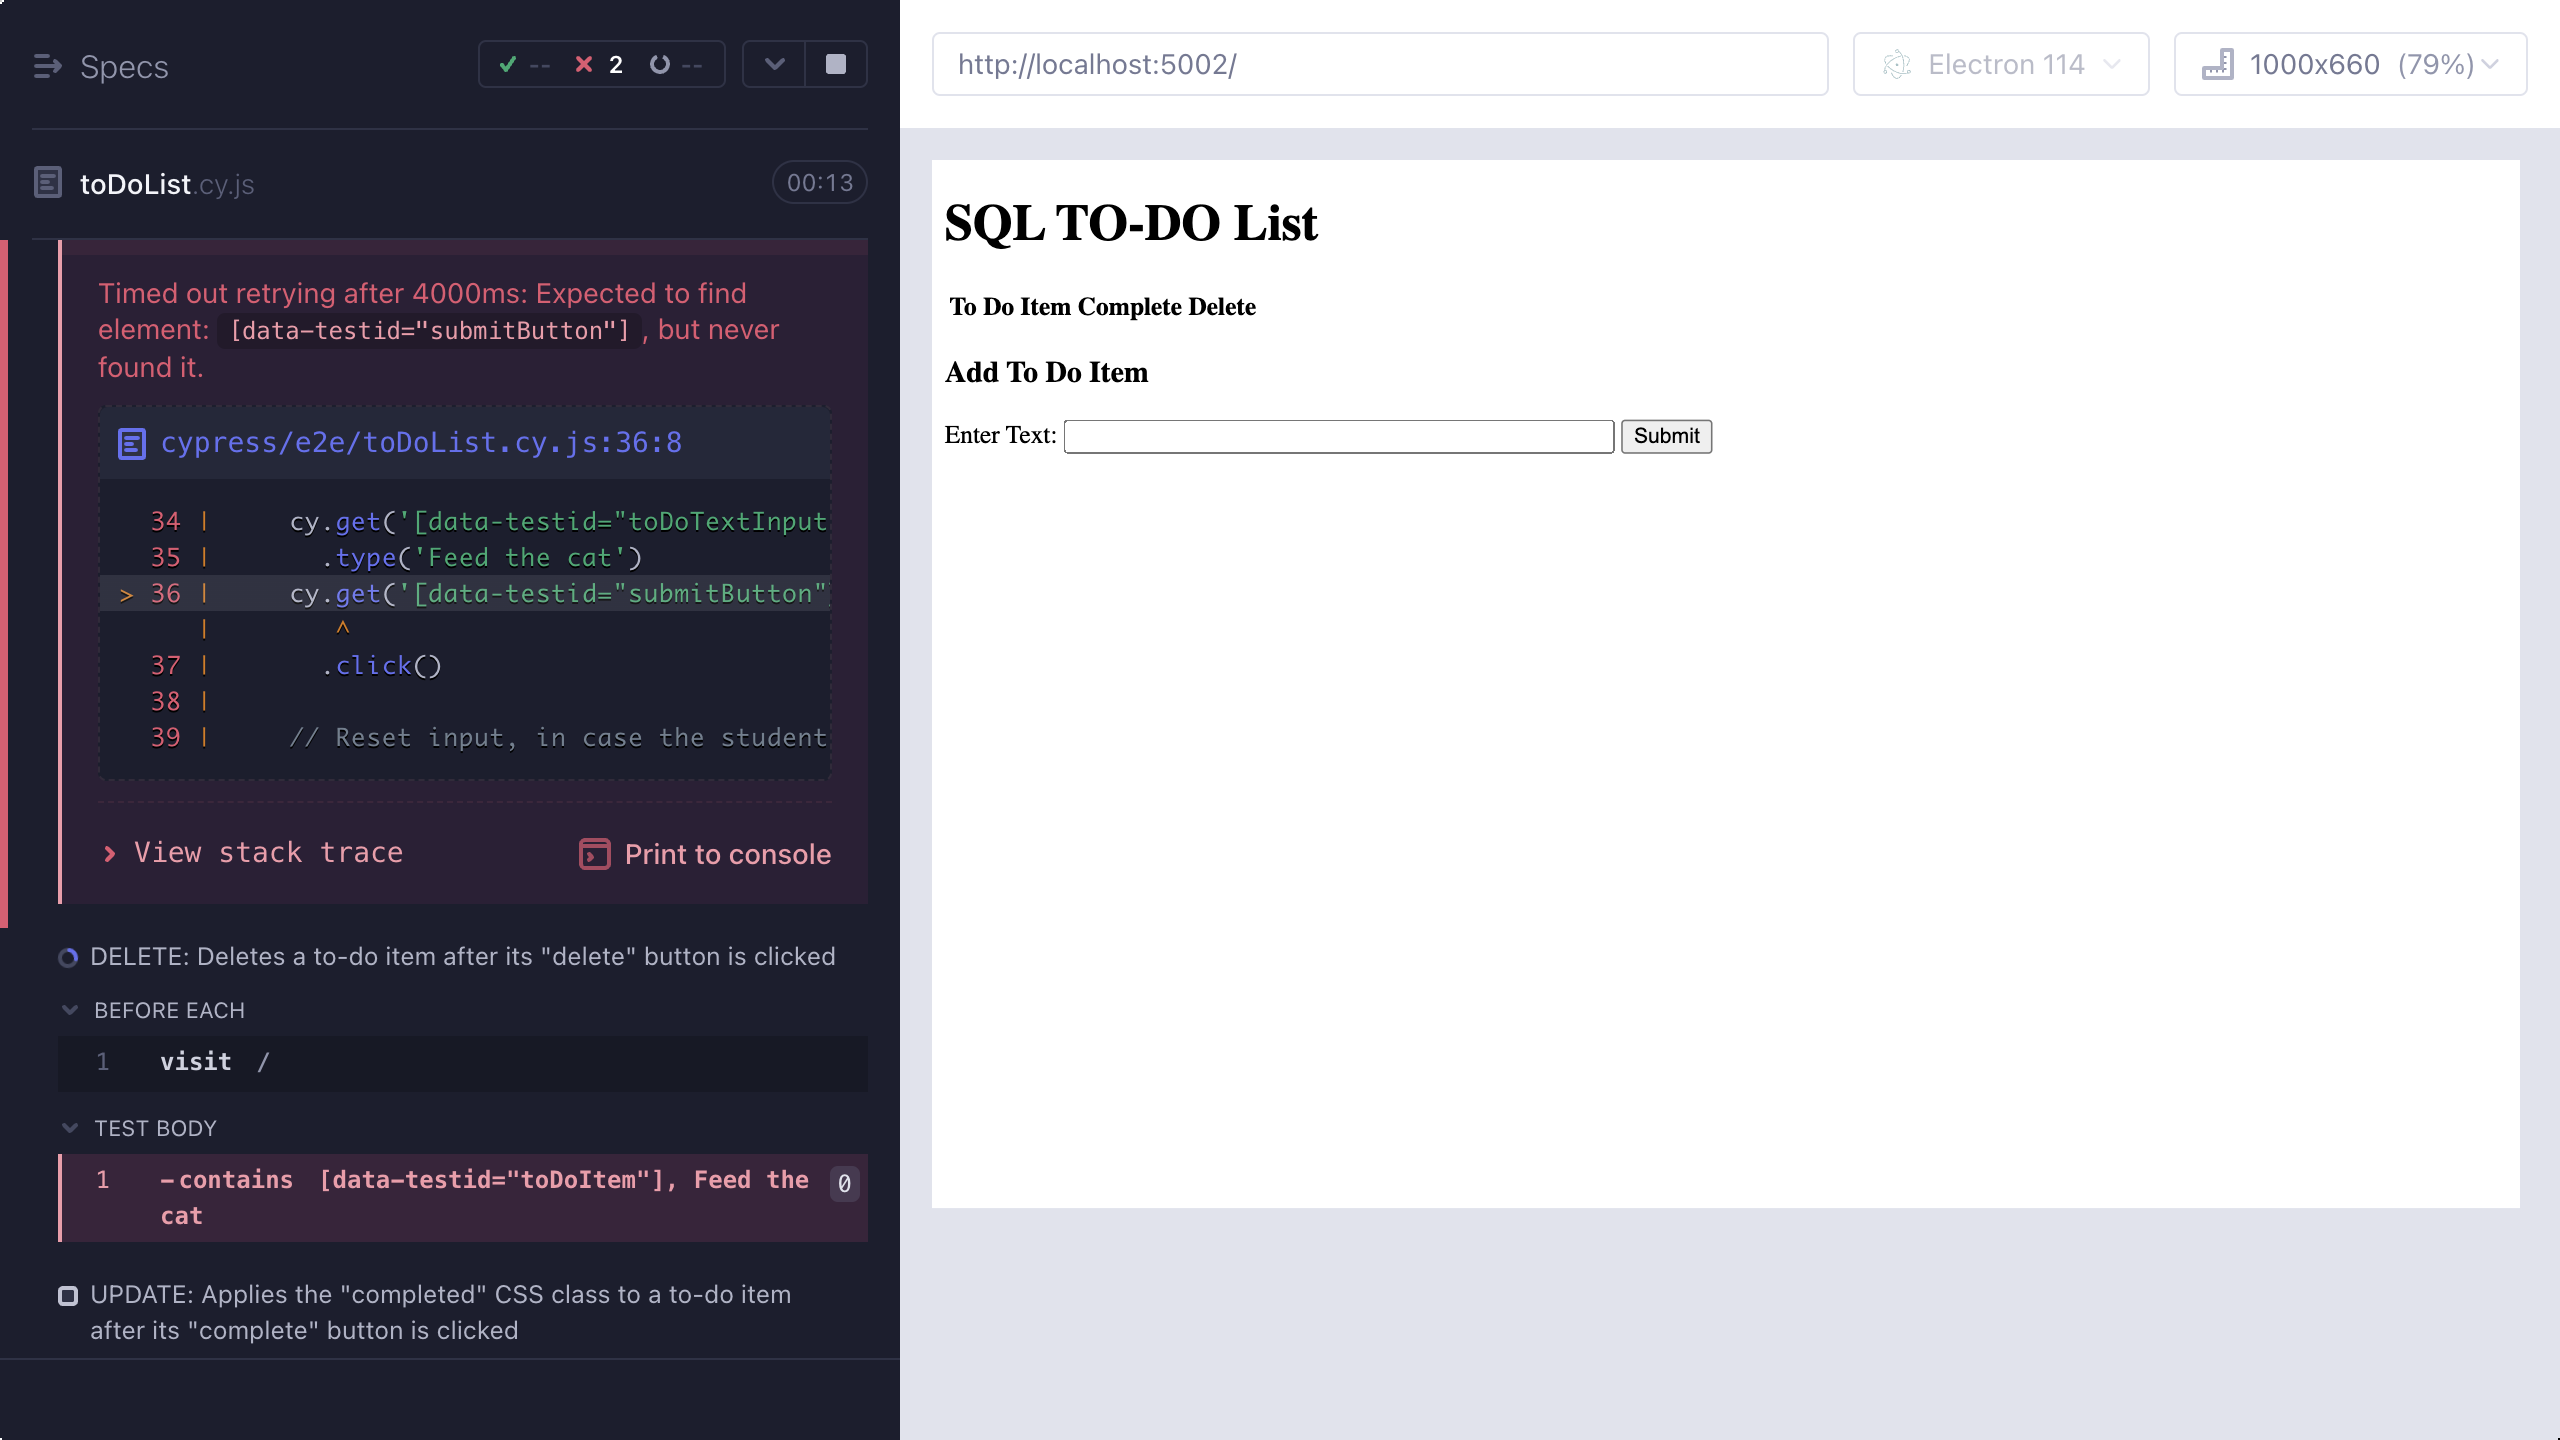 Specs
-- 2 --
toDoList.cy.js 00:13
Timed out retrying after 4000ms: Expected to find
element: [data-testid="submitButton"] , but never
found it.
cypress/e2e/toDoList.cy.js:36:8
34 | cy.get('[data-testid="toDoTextInput
35 | .type('Feed the cat')
> 36 | cy.get('[data-testid="submitButton"
| ^
37 | .click()
38 |
39 | // Reset input, in case the student
View stack trace Print to console
DELETE: Deletes a to-do item after its "delete" button is clicked
BEFORE EACH
1 visit /
TEST BODY
1 -contains [data-testid="toDoItem"], Feed the 0
cat
UPDATE: Applies the "completed" CSS class to a to-do item
after its "complete" button is clicked
http://localhost:5002/ Electron 114 1000x660 (79%)
SQL TO-DO List
To Do Item Complete Delete
Add To Do Item
Enter Text: Submit